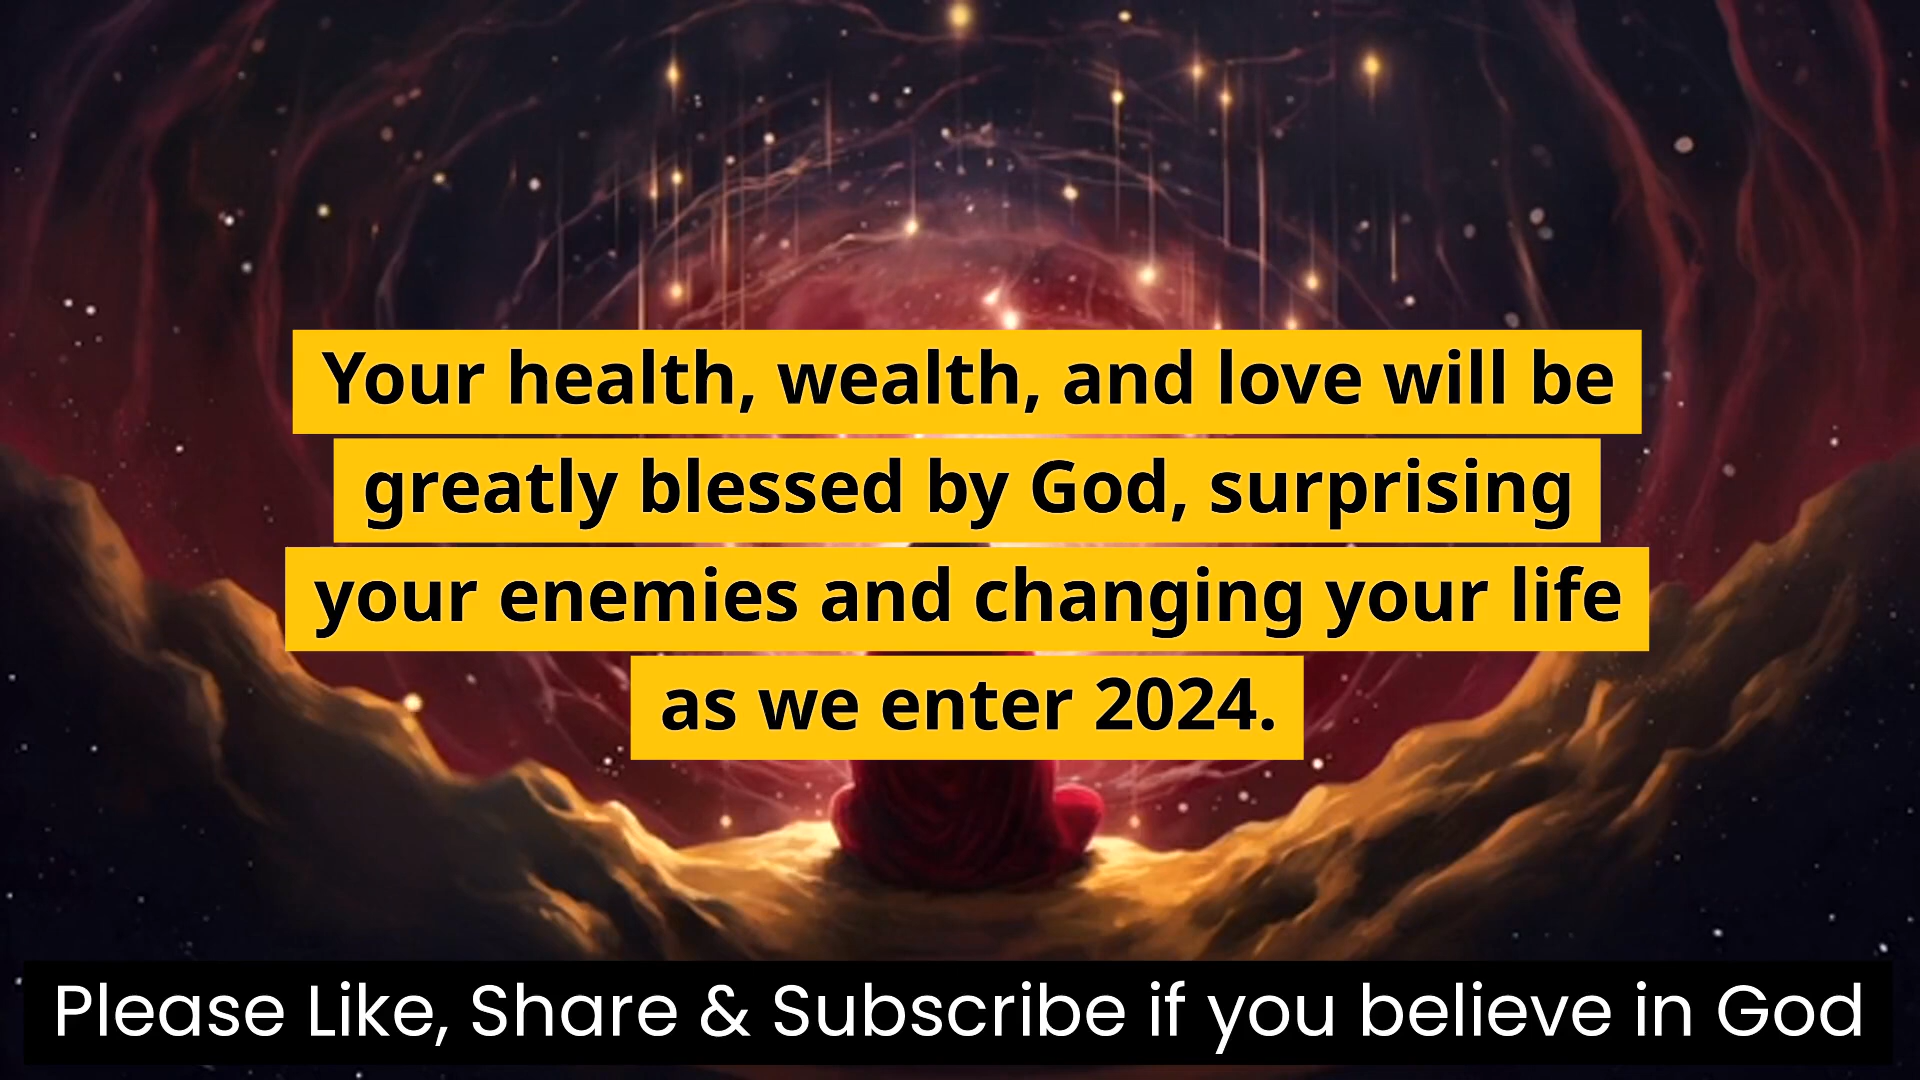 Your health, wealth, and love will be
greatly blessed by God, surprising
your enemies and changing your life
as we enter 2024.
Please Like, Share & Subscribe if you believe in God